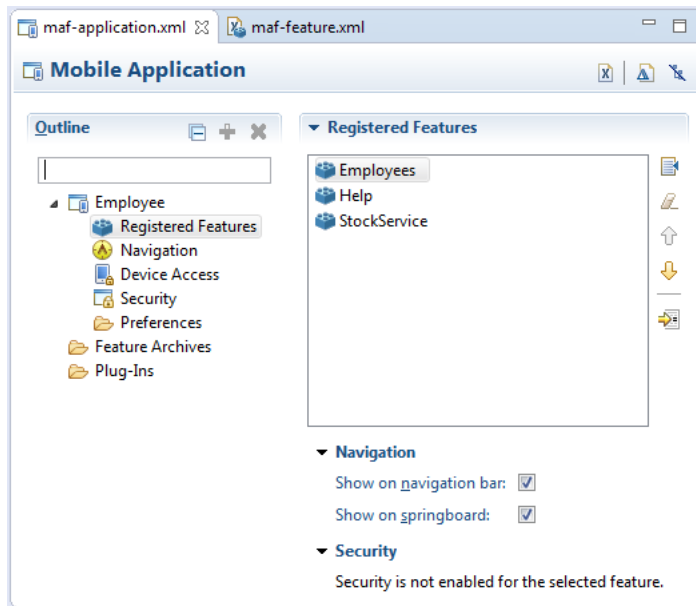 maf-application.xml
maf-feature.xml
Mobile Application
Outline
Employee
Registered Features
Navigation
Device Access
Security
Preferences
Feature Archives
Plug-Ins
Registered Features
Employees
Help
StockService
Navigation
Show on navigation bar:
Show on springboard:
Security
Security is not enabled for the selected feature.